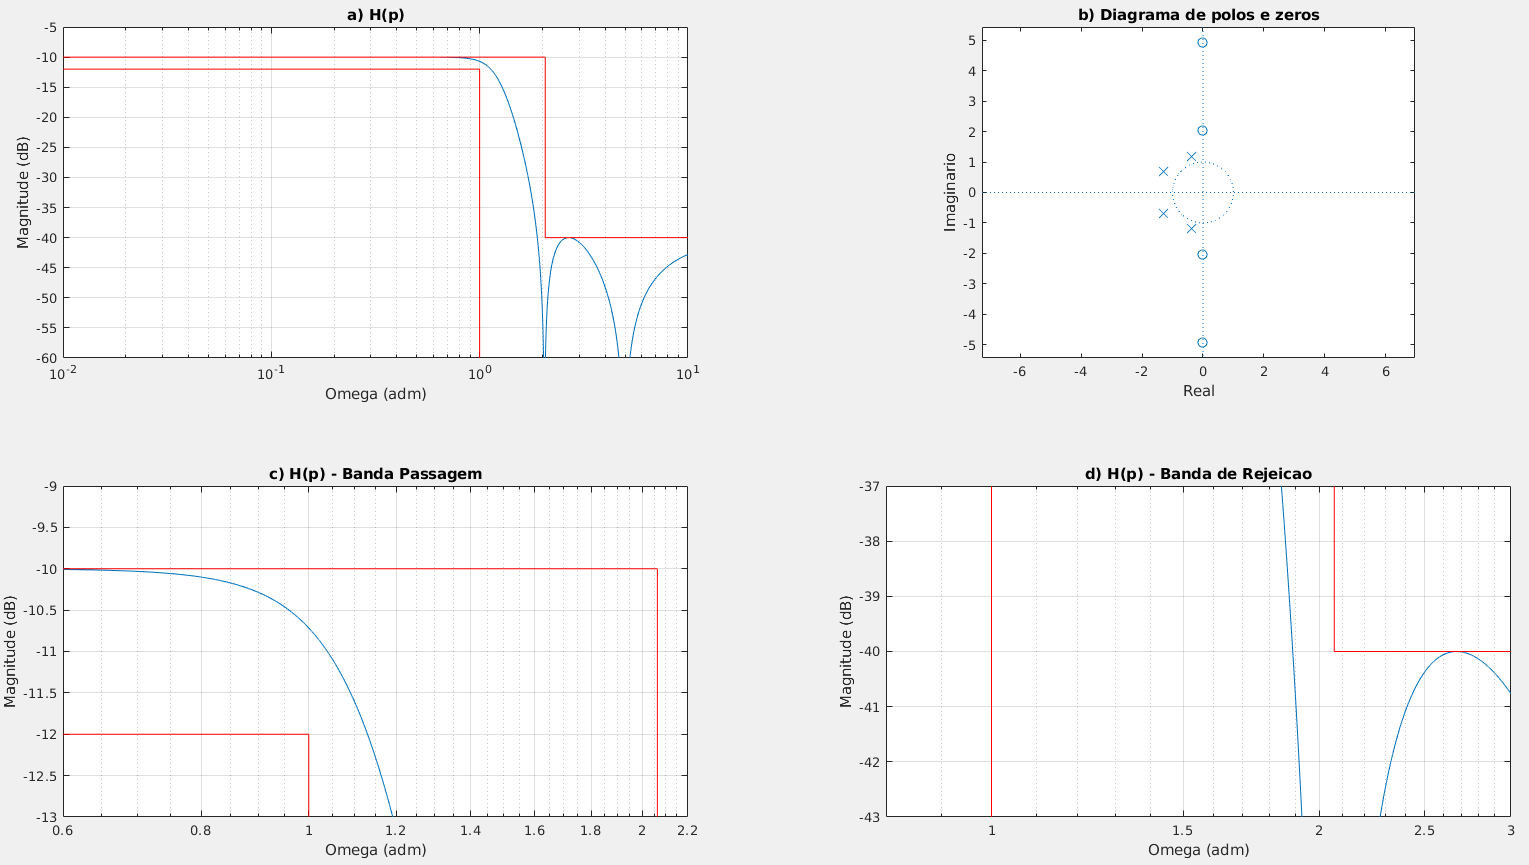 a) H(p)
-5
-10
-15
-20
-25
-30
-35
-40
-45
-50
-55
-60
Magnitude (dB)
10-2 10-1 100 101
Omega (adm)
b) Diagrama de polos e zeros
5
4
3
2
1
0
-1
-2
-3
-4
-5
Imaginario
-6 -4 -2 0 2 4 6
Real
c) H(p) - Banda Passagem
-9
-9.5
-10
-10.5
-11
-11.5
-12
-12.5
-13
Magnitude (dB)
0.6 0.8 1 1.2 1.4 1.6 1.8 2 2.2
Omega (adm)
d) H(p) - Banda de Rejeicao
-37
-38
-39
-40
-41
-42
-43
Magnitude (dB)
1 1.5 2 2.5 3
Omega (adm)